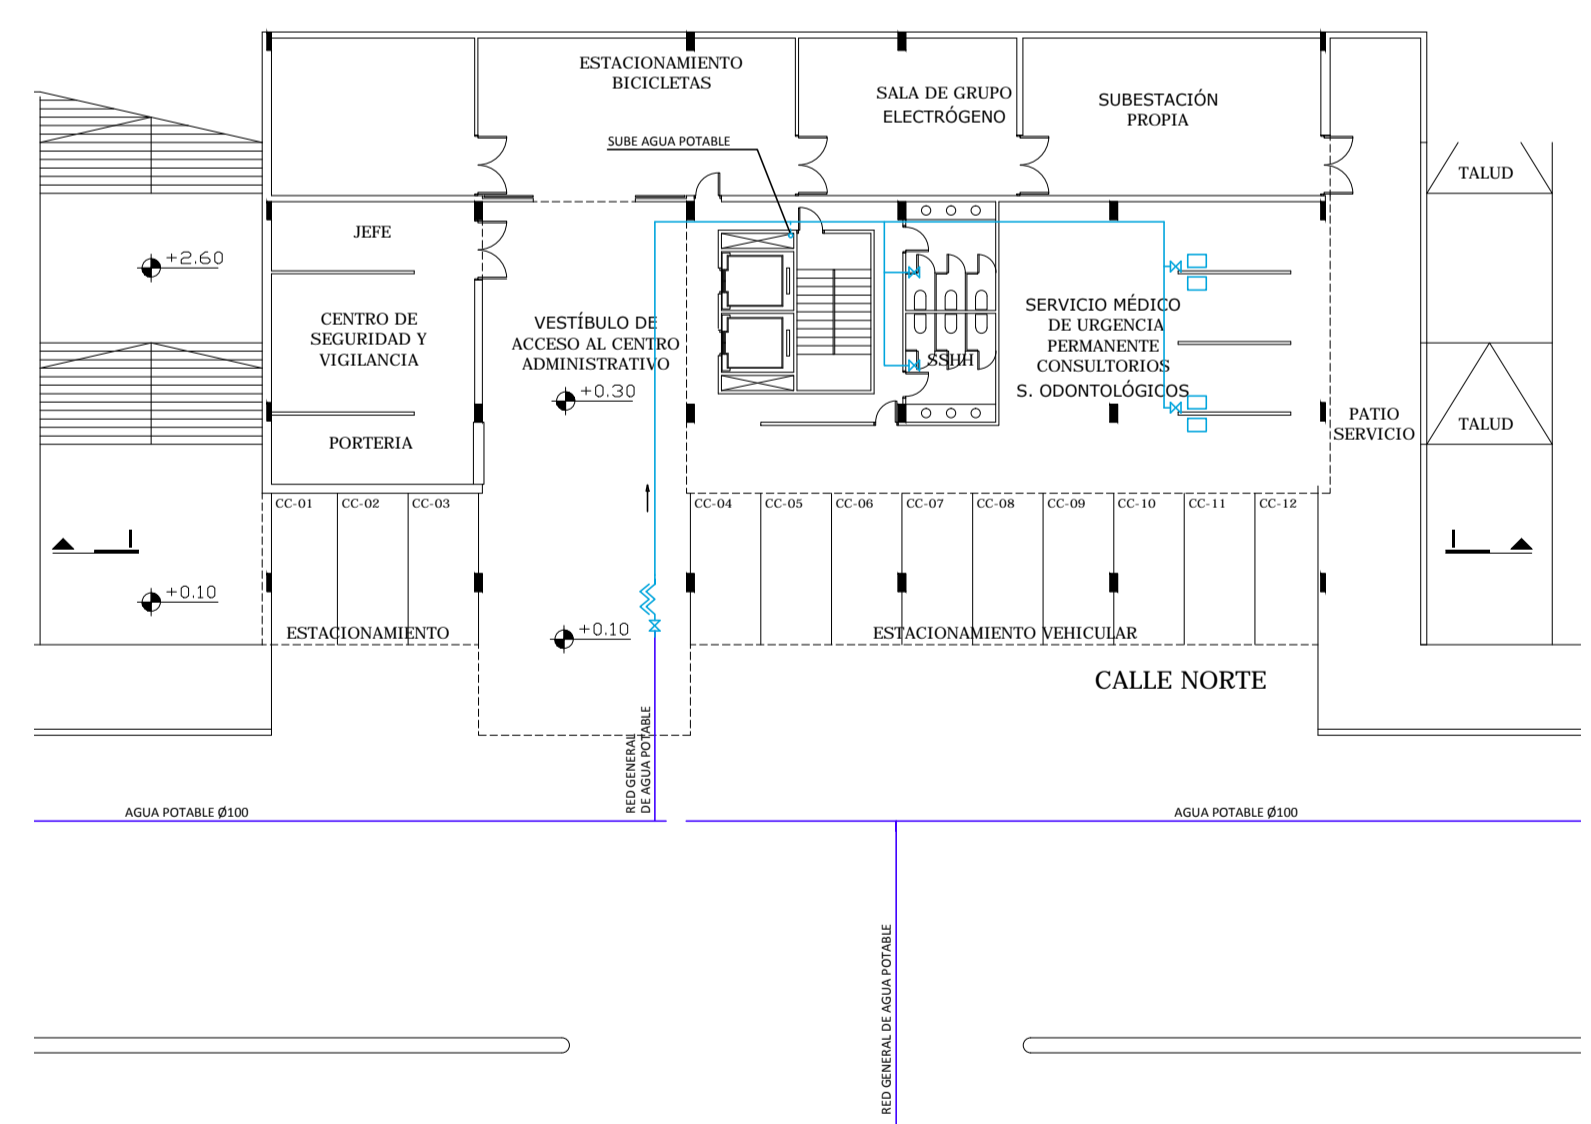 ESTACIONAMIENTO
BICICLETAS
SALA DE GRUPO
ELECTRÓGENO
SUBESTACIÓN
PROPIA
SUBE AGUA POTABLE
TALUD
JEFE
+2.60
CENTRO DE
SEGURIDAD Y
VIGILANCIA
VESTÍBULO DE
ACCESO AL CENTRO
ADMINISTRATIVO
+0.30
SSHH
SERVICIO MÉDICO
DE URGENCIA
PERMANENTE
CONSULTORIOS
S. ODONTOLÓGICOS
PATIO
SERVICIO
TALUD
PORTERIA
CC-01
CC-02
CC-03
CC-04
CC-05
CC-06
CC-07
CC-08
CC-09
CC-10
CC-11
CC-12
I
I
+0.10
ESTACIONAMIENTO
+0.10
ESTACIONAMIENTO VEHICULAR
CALLE NORTE
RED GENERAL
DE AGUA POTABLE
AGUA POTABLE Ø100
AGUA POTABLE Ø100
RED GENERAL DE AGUA POTABLE